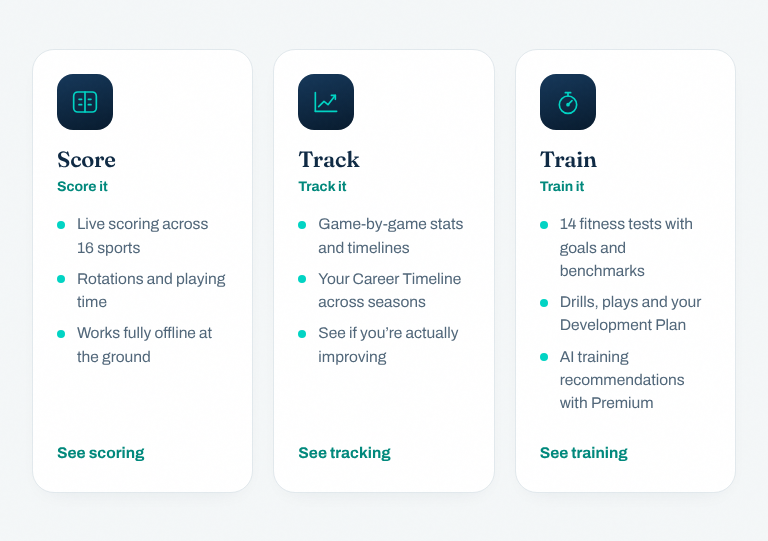 Score
Score it
Live scoring across
16 sports
Rotations and playing
time
Works fully offline at
the ground
See scoring
Track
Track it
Game-by-game stats
and timelines
Your Career Timeline
across seasons
See if you’re actually
improving
See tracking
Train
Train it
14 fitness tests with
goals and
benchmarks
Drills, plays and your
Development Plan
AI training
recommendations
with Premium
See training